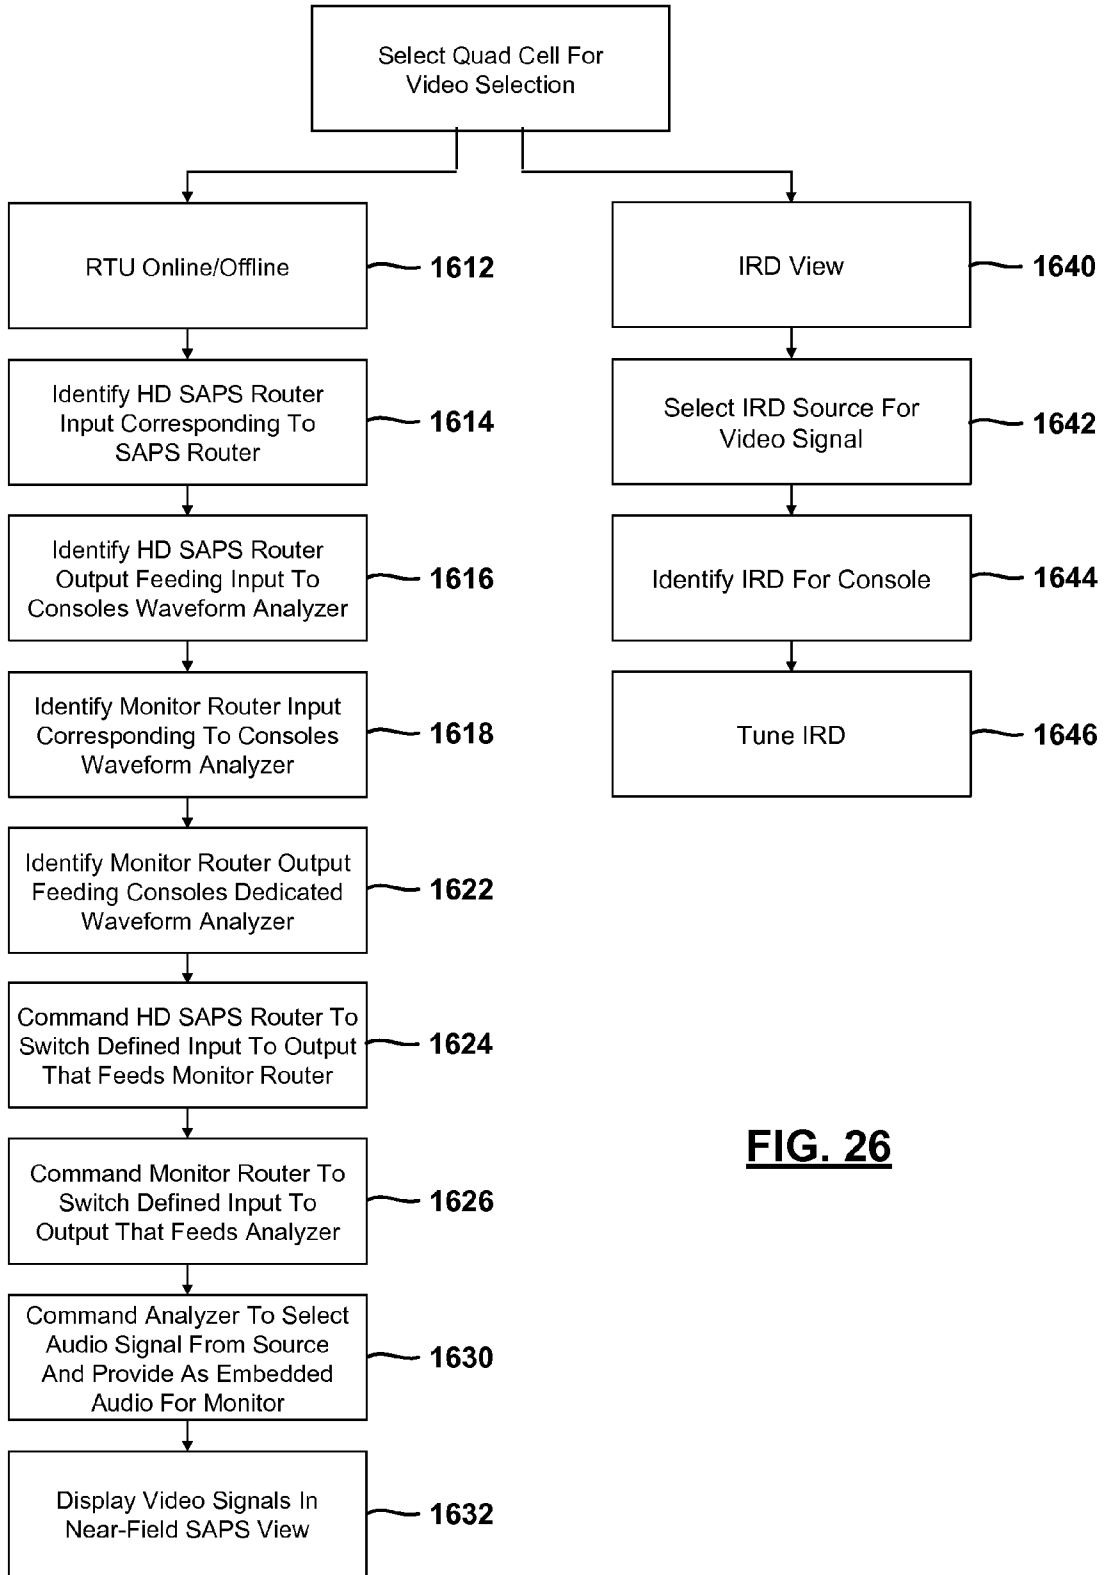 Select Quad Cell For
Video Selection
RTU Online/Offline
1612
Identify HD SAPS Router
Input Corresponding To
SAPS Router
1614
Identify HD SAPS Router
Output Feeding Input To
Consoles Waveform Analyzer
1616
Identify Monitor Router Input
Corresponding To Consoles
Waveform Analyzer
1618
Identify Monitor Router Output
Feeding Consoles Dedicated
Waveform Analyzer
1622
Command HD SAPS Router To
Switch Defined Input To Output
That Feeds Monitor Router
1624
Command Monitor Router To
Switch Defined Input To
Output That Feeds Analyzer
1626
Command Analyzer To Select
Audio Signal From Source
And Provide As Embedded
Audio For Monitor
1630
Display Video Signals In
Near-Field SAPS View
1632
IRD View
1640
Select IRD Source For
Video Signal
1642
Identify IRD For Console
1644
Tune IRD
1646
FIG. 26